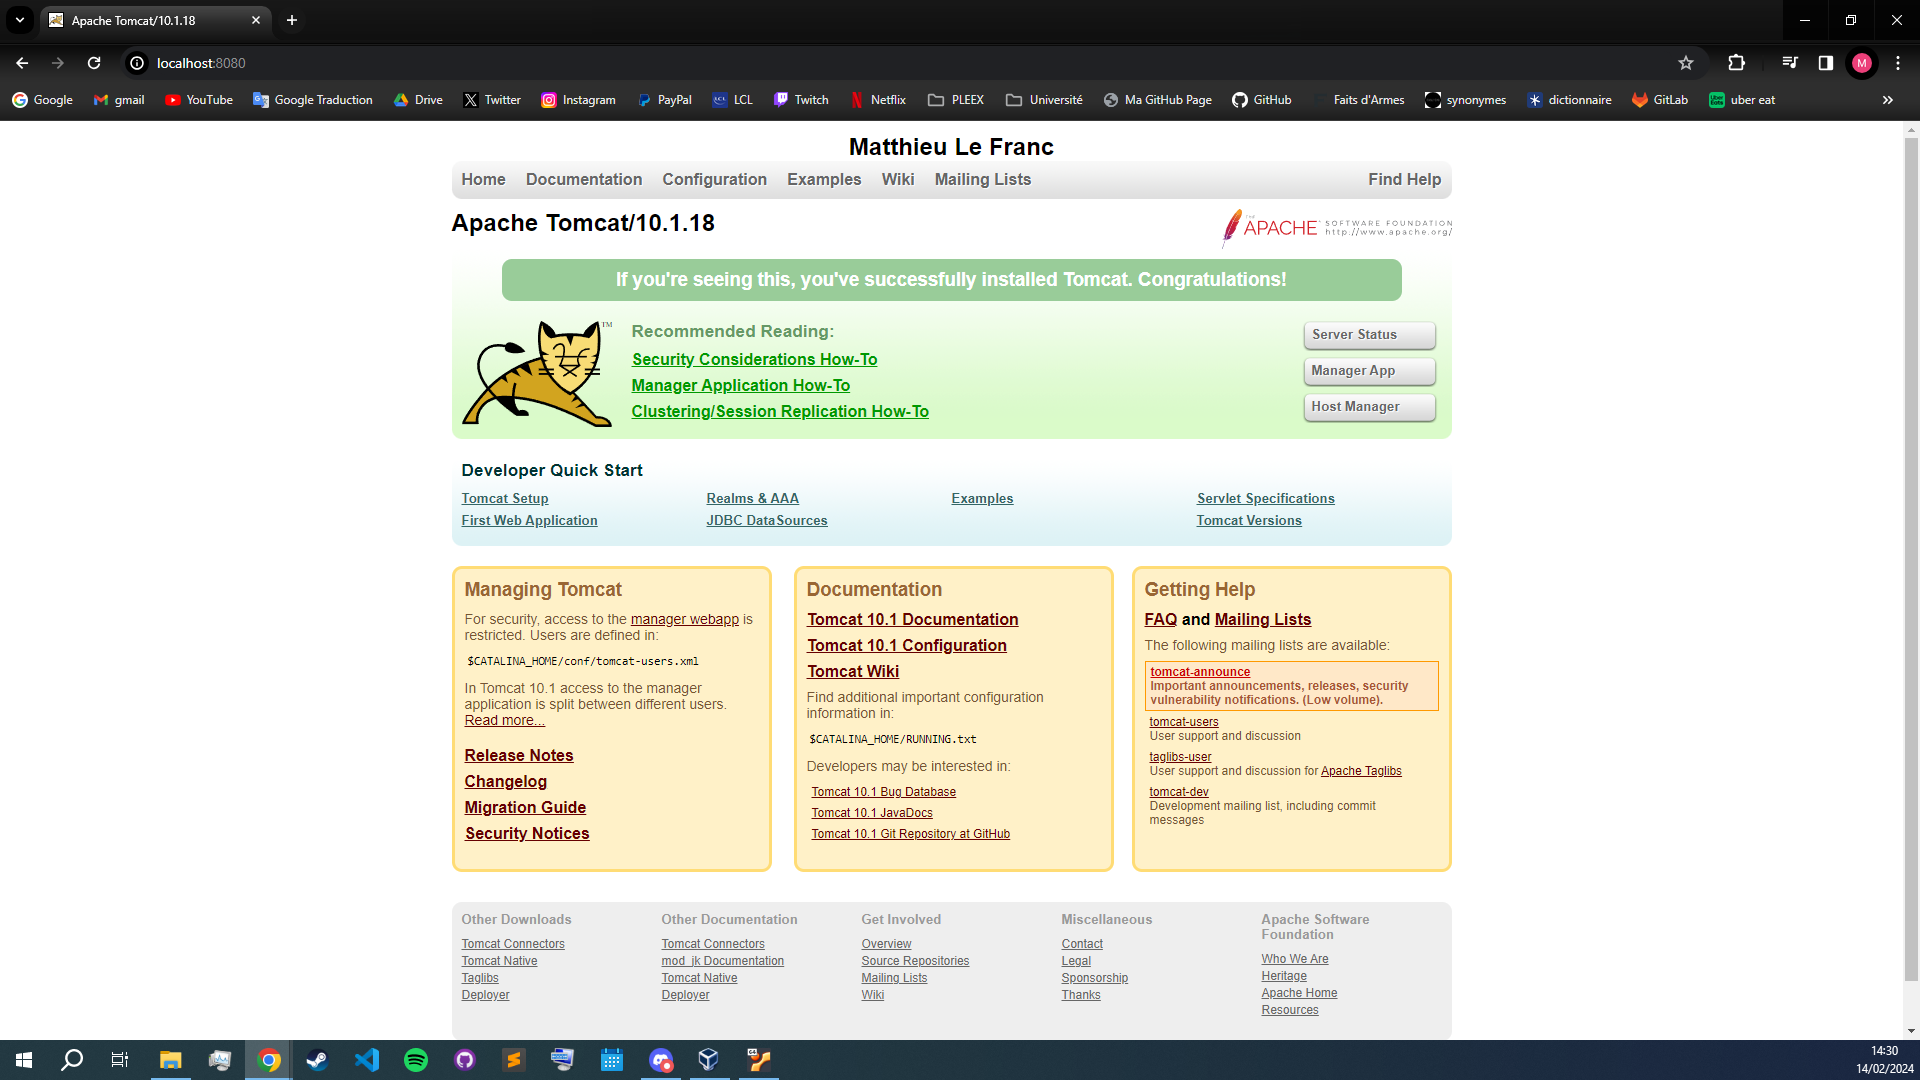 Apache Tomcat/10.1.18
localhost:8080
Google
gmail
YouTube
Google Traduction
Drive
Twitter
Instagram
PayPal
LCL
Twitch
Netflix
PLEEX
Université
Ma GitHub Page
GitHub
Faits d'Armes
synonymes
dictionnaire
GitLab
uber eat
M
Matthieu Le Franc
Home Documentation Configuration Examples Wiki Mailing Lists Find Help
Apache Tomcat/10.1.18
THE APACHE SOFTWARE FOUNDATION
http://www.apache.org/
If you're seeing this, you've successfully installed Tomcat. Congratulations!
TM
Recommended Reading:
Security Considerations How-To
Manager Application How-To
Clustering/Session Replication How-To
Server Status
Manager App
Host Manager
Developer Quick Start
Tomcat Setup
First Web Application
Realms & AAA
JDBC DataSources
Examples
Servlet Specifications
Tomcat Versions
Managing Tomcat
For security, access to the manager webapp is
restricted. Users are defined in:
$CATALINA_HOME/conf/tomcat-users.xml
In Tomcat 10.1 access to the manager
application is split between different users.
Read more...
Release Notes
Changelog
Migration Guide
Security Notices
Documentation
Tomcat 10.1 Documentation
Tomcat 10.1 Configuration
Tomcat Wiki
Find additional important configuration
information in:
$CATALINA_HOME/RUNNING.txt
Developers may be interested in:
Tomcat 10.1 Bug Database
Tomcat 10.1 JavaDocs
Tomcat 10.1 Git Repository at GitHub
Getting Help
FAQ and Mailing Lists
The following mailing lists are available:
tomcat-announce
Important announcements, releases, security
vulnerability notifications. (Low volume).
tomcat-users
User support and discussion
taglibs-user
User support and discussion for Apache Taglibs
tomcat-dev
Development mailing list, including commit
messages
Other Downloads
Tomcat Connectors
Tomcat Native
Taglibs
Deployer
Other Documentation
Tomcat Connectors
mod_jk Documentation
Tomcat Native
Deployer
Get Involved
Overview
Source Repositories
Mailing Lists
Wiki
Miscellaneous
Contact
Legal
Sponsorship
Thanks
Apache Software
Foundation
Who We Are
Heritage
Apache Home
Resources
14:30
14/02/2024